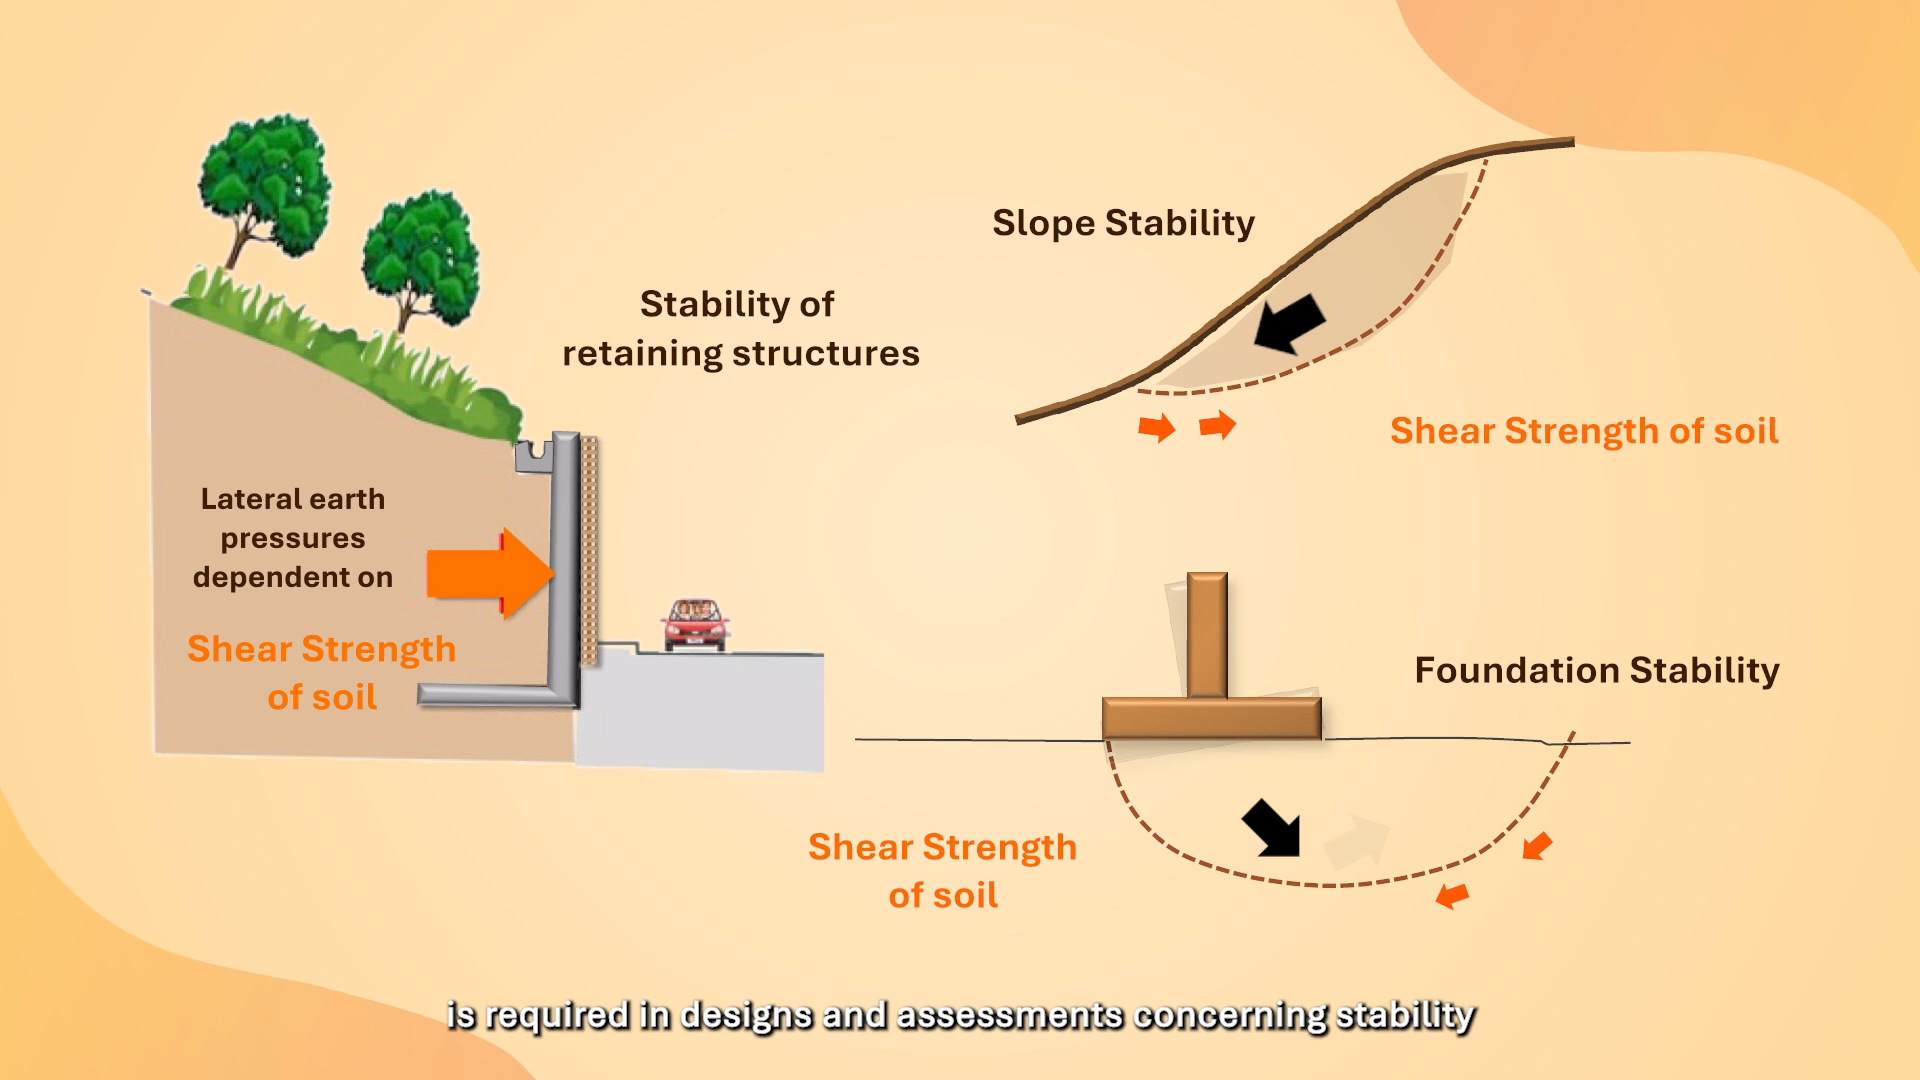 Stability of
retaining structures
Lateral earth
pressures
dependent on
Shear Strength
of soil
Slope Stability
Shear Strength of soil
Foundation Stability
Shear Strength
of soil
is required in designs and assessments concerning stability